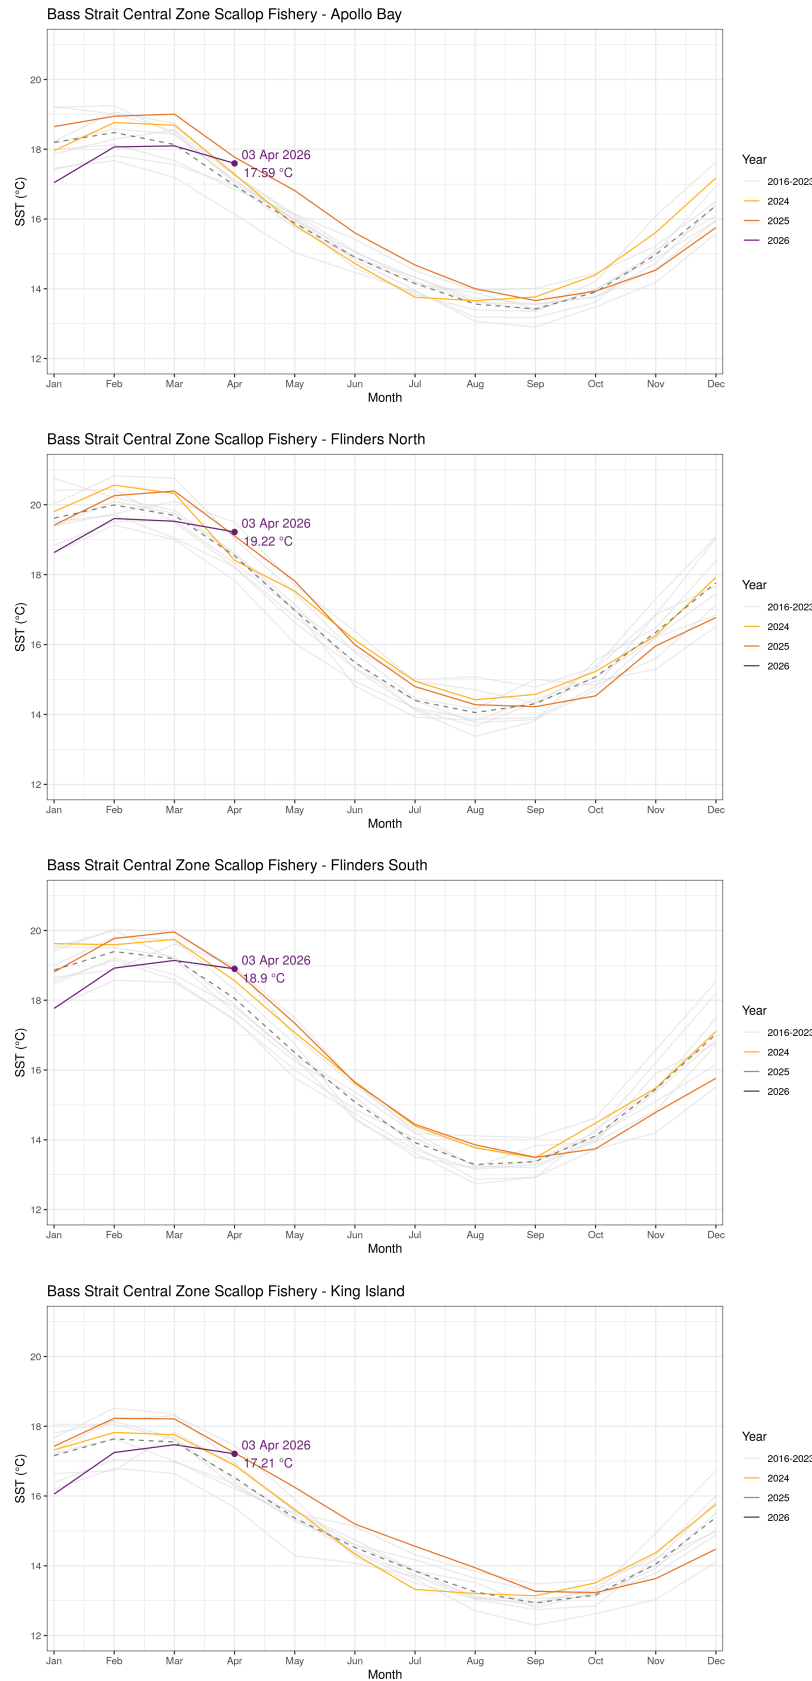 Bass Strait Central Zone Scallop Fishery - Apollo Bay
20
18
16
14
12
SST (°C)
03 Apr 2026
17.59 °C
Jan Feb Mar Apr May Jun Jul Aug Sep Oct Nov Dec
Month
Year
2016-2023
2024
2025
2026
Bass Strait Central Zone Scallop Fishery - Flinders North
20
18
16
14
12
SST (°C)
03 Apr 2026
19.22 °C
Jan Feb Mar Apr May Jun Jul Aug Sep Oct Nov Dec
Month
Year
2016-2023
2024
2025
2026
Bass Strait Central Zone Scallop Fishery - Flinders South
20
18
16
14
12
SST (°C)
03 Apr 2026
18.9 °C
Jan Feb Mar Apr May Jun Jul Aug Sep Oct Nov Dec
Month
Year
2016-2023
2024
2025
2026
Bass Strait Central Zone Scallop Fishery - King Island
20
18
16
14
12
SST (°C)
03 Apr 2026
17.21 °C
Jan Feb Mar Apr May Jun Jul Aug Sep Oct Nov Dec
Month
Year
2016-2023
2024
2025
2026